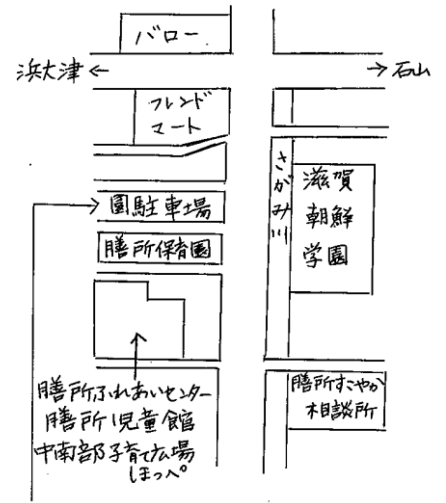 バロー
浜大津←
→石山
フレンド
マート
さがみ川
滋賀
朝鮮
学園
園駐車場
膳所保育園
膳所ふれあいセンター
膳所児童館
中南部子育て広場
ほっぺ
膳所すこやか
相談所